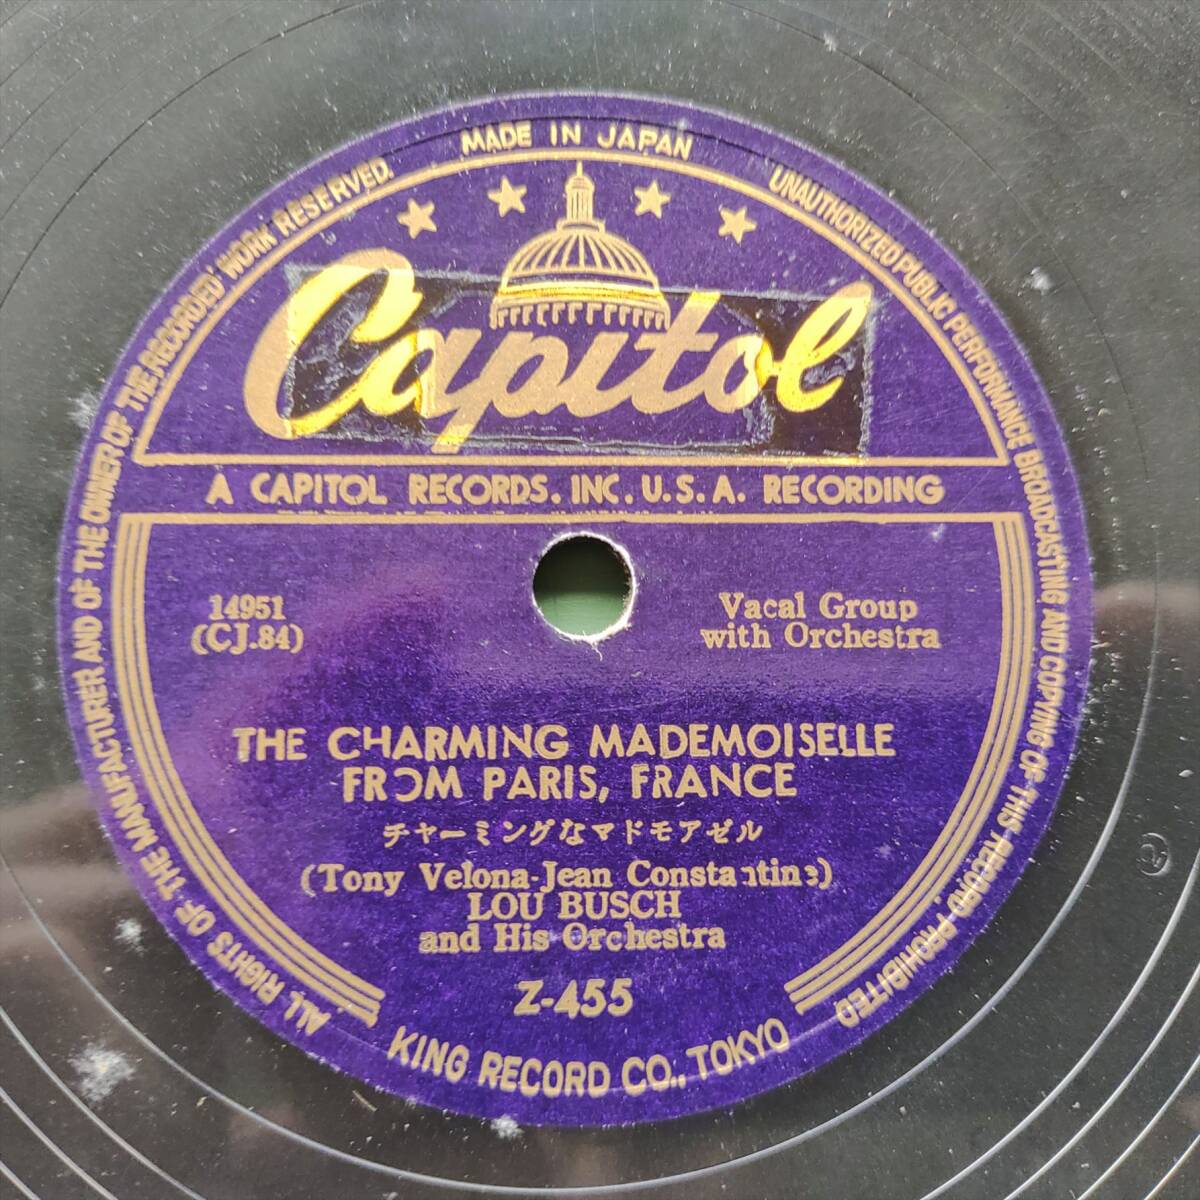 MADE IN JAPAN
ALL RIGHTS OF THE MANUFACTURER AND OF THE OWNER OF THE RECORDED WORK RESERVED.
UNAUTHORIZED PUBLIC PERFORMANCE BROADCASTING AND COPYING OF THIS RECORD PROHIBITED
Capitol
A CAPITOL RECORDS. INC. U.S.A. RECORDING
14951
(CJ.84)
Vacal Group
with Orchestra
THE CHARMING MADEMOISELLE
FROM PARIS, FRANCE
チャーミングなマドモアゼル
(Tony Velona-Jean Constantine)
LOU BUSCH
and His Orchestra
Z-455
KING RECORD CO., TOKYO